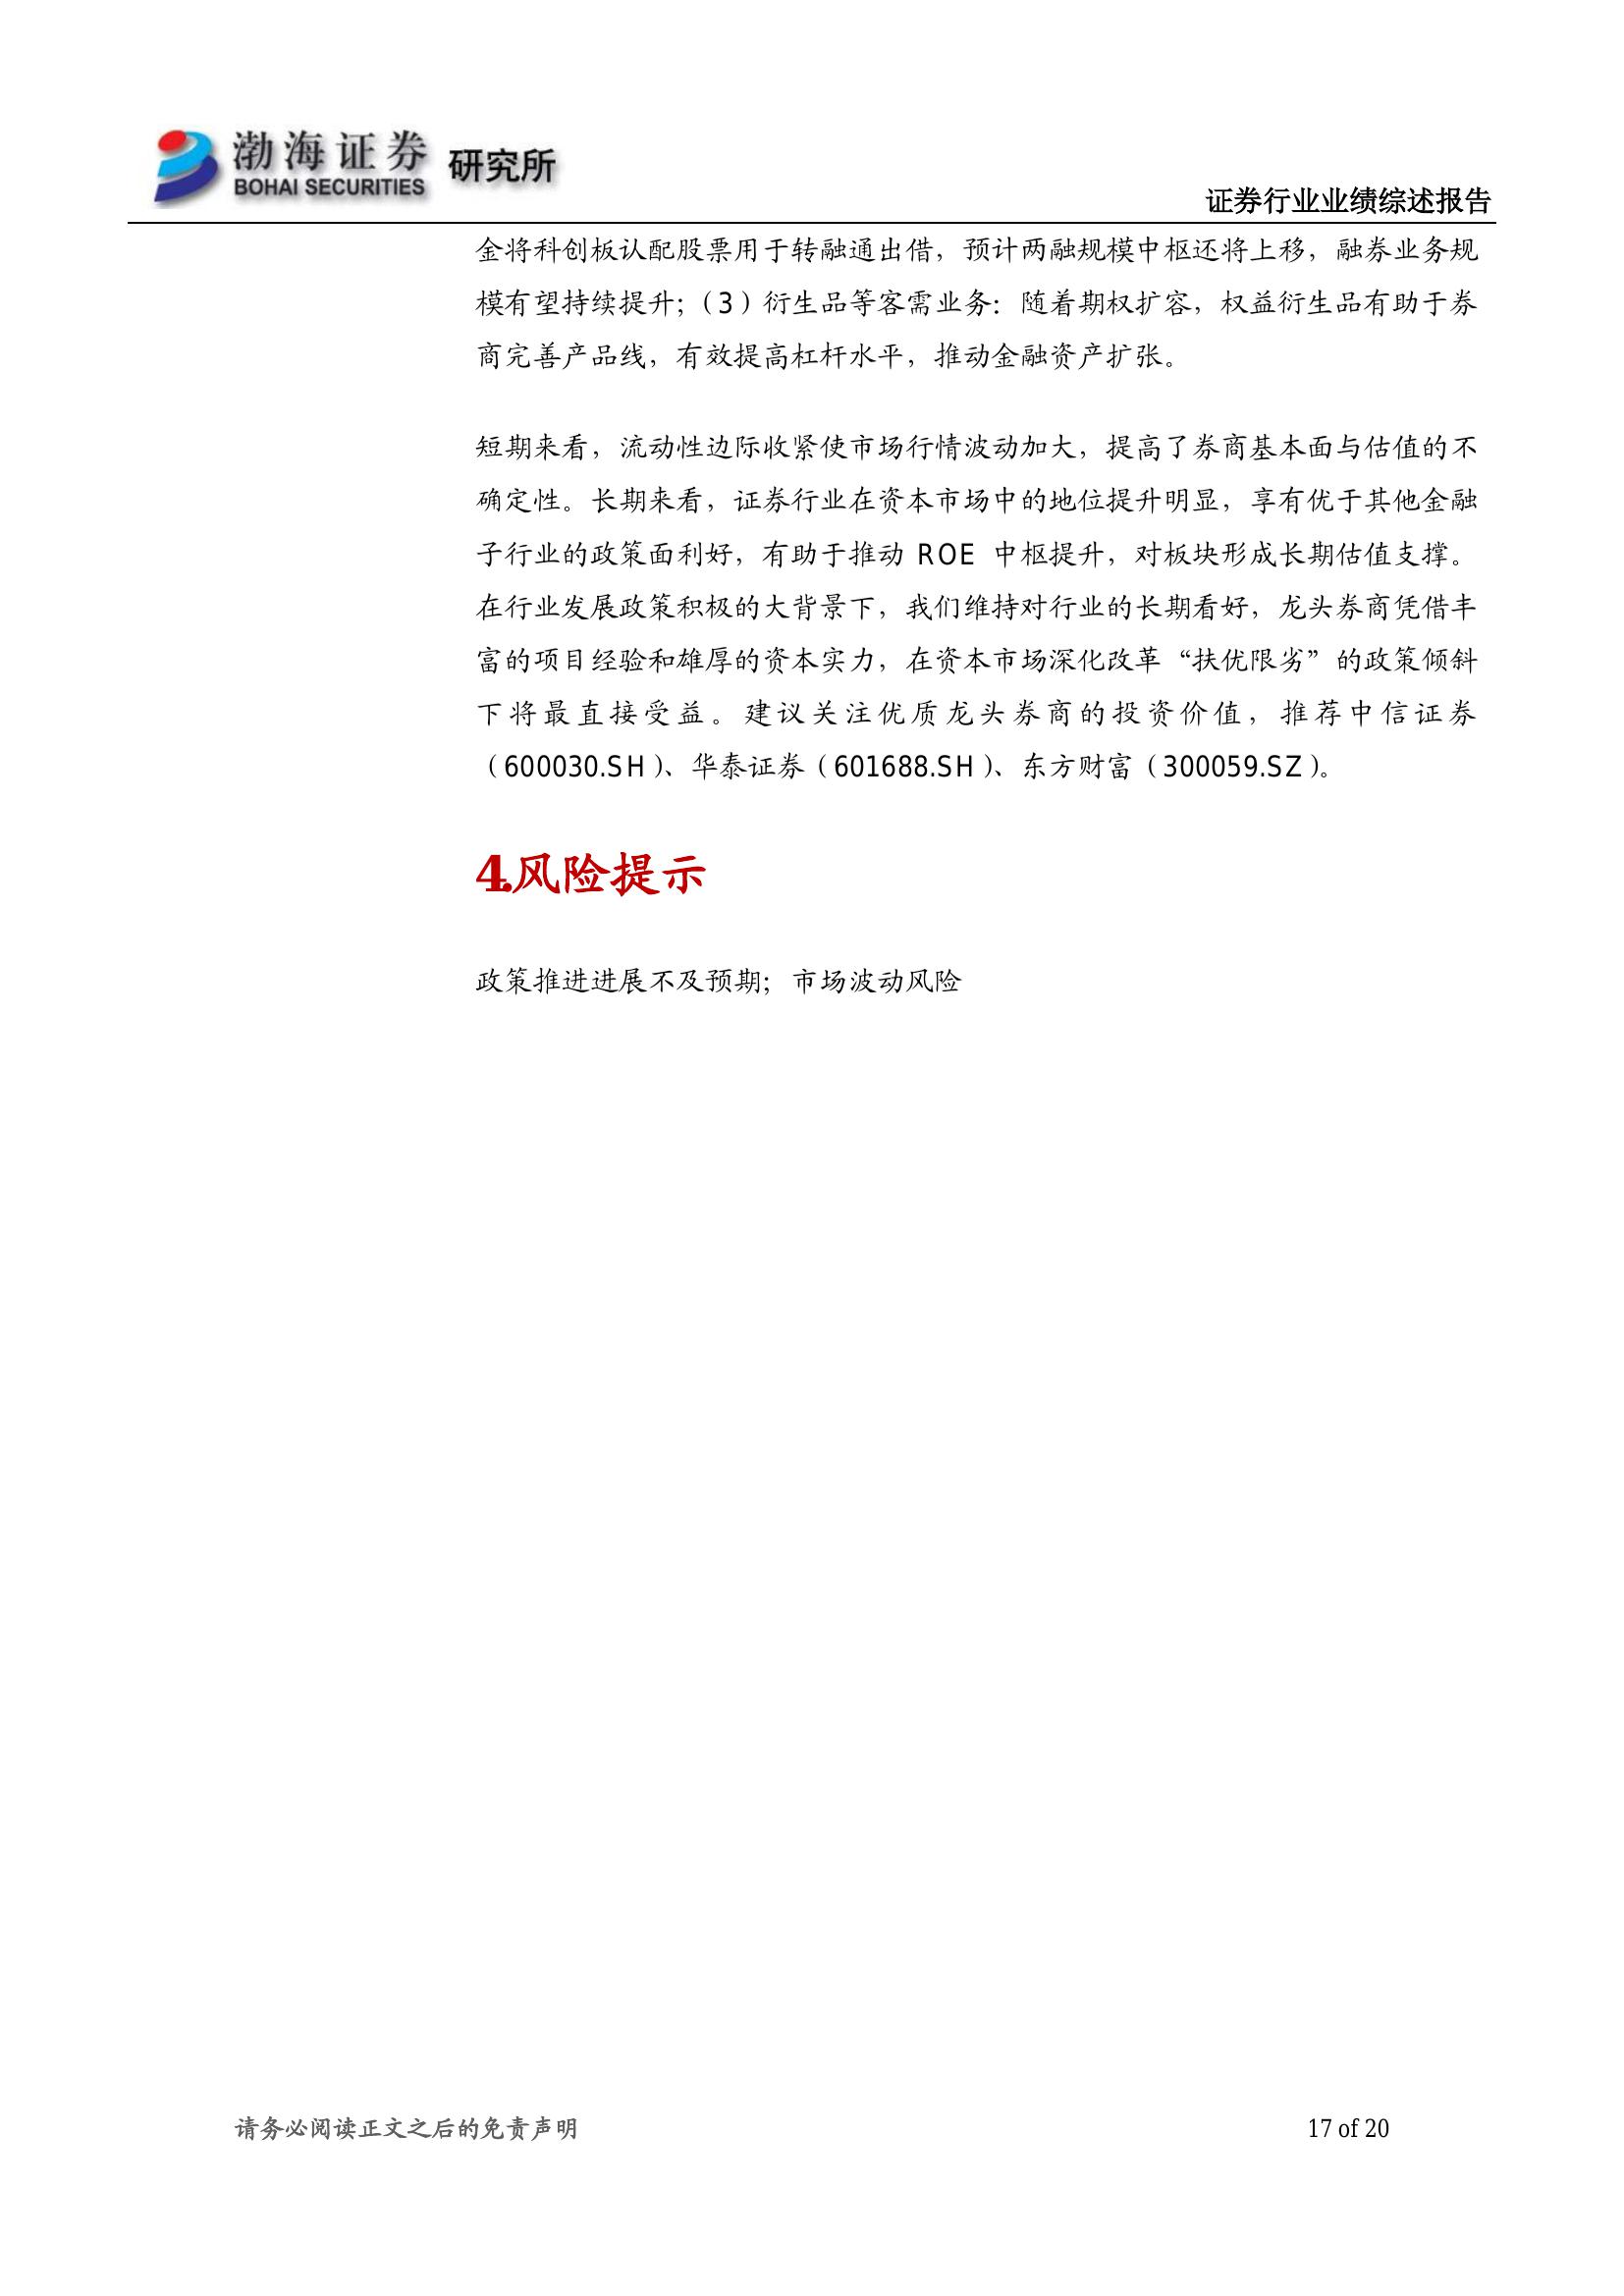 渤海证券
BOHAI SECURITIES
研究所
证券行业业绩综述报告
金将科创板认配股票用于转融通出借，预计两融规模中枢还将上移，融券业务规
模有望持续提升；（3）衍生品等客需业务：随着期权扩容，权益衍生品有助于券
商完善产品线，有效提高杠杆水平，推动金融资产扩张。
短期来看，流动性边际收紧使市场行情波动加大，提高了券商基本面与估值的不
确定性。长期来看，证券行业在资本市场中的地位提升明显，享有优于其他金融
子行业的政策面利好，有助于推动 ROE 中枢提升，对板块形成长期估值支撑。
在行业发展政策积极的大背景下，我们维持对行业的长期看好，龙头券商凭借丰
富的项目经验和雄厚的资本实力，在资本市场深化改革“扶优限劣”的政策倾斜
下将最直接受益。建议关注优质龙头券商的投资价值，推荐中信证券
（600030.SH）、华泰证券（601688.SH）、东方财富（300059.SZ）。
4.风险提示
政策推进进展不及预期；市场波动风险
请务必阅读正文之后的免责声明
17 of 20